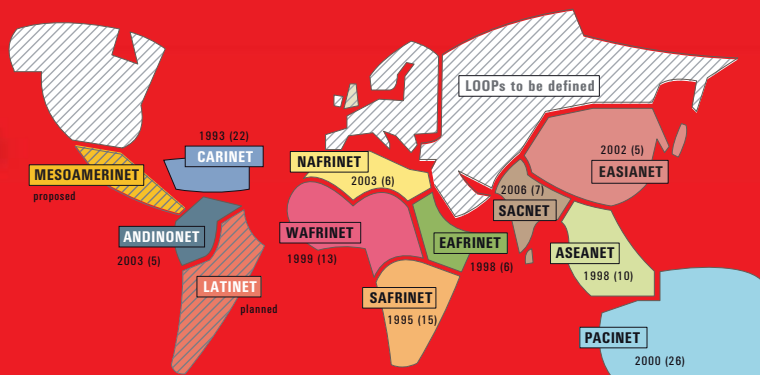 LOOPs to be defined
1993 (22)
CARINET
MESOAMERINET
proposed
NAFRINET
2003 (6)
2002 (5)
EASIANET
2006 (7)
SACNET
ANDINONET
2003 (5)
WAFRINET
1999 (13)
EAFRINET
1998 (6)
ASEANET
1998 (10)
LATINET
planned
SAFRINET
1995 (15)
PACINET
2000 (26)